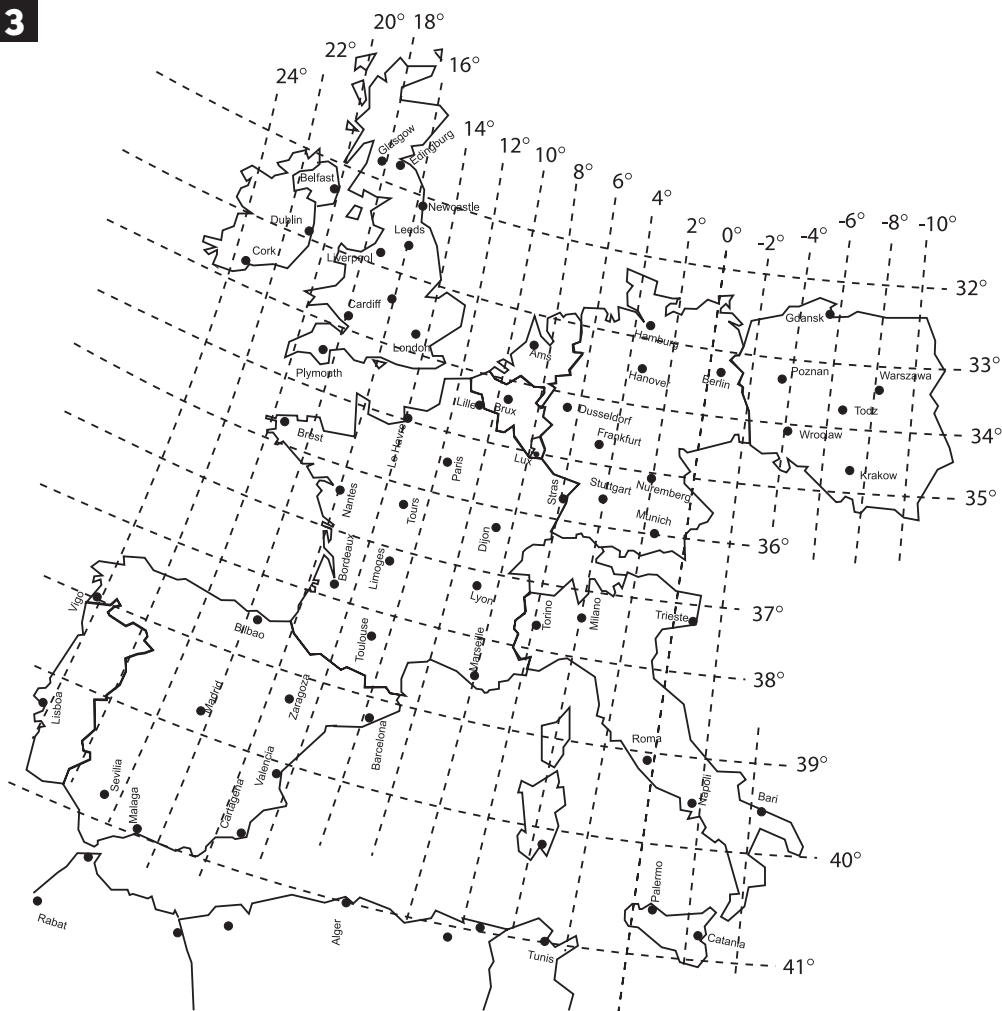 3
20° 18°
22°
24°
16°
14°
12° 10°
8°
6°
4°
2°
0°
-2°
-4°
-6°
-8°
-10°
32°
33°
34°
35°
36°
37°
38°
39°
40°
41°
Glasgow
Edingburg
Belfast
Newcastle
Dublin
Leeds
Cork
Liverpool
Cardiff
London
Plymouth
Ams
Hamburg
Gdansk
Hanover
Berlin
Poznan
Warszawa
Lille
Brux
Dusseldorf
Todz
Brest
Le Havre
Frankfurt
Wroclaw
Paris
Lux
Krakow
Nantes
Tours
Stras
Stuttgart
Nuremberg
Munich
Dijon
Bordeaux
Limoges
Lyon
Vigo
Bilbao
Toulouse
Marseille
Torino
Milano
Trieste
Lisboa
Madrid
Zaragoza
Barcelona
Roma
Sevilia
Malaga
Cartagena
Valencia
Napoli
Bari
Palermo
Rabat
Alger
Tunis
Catania